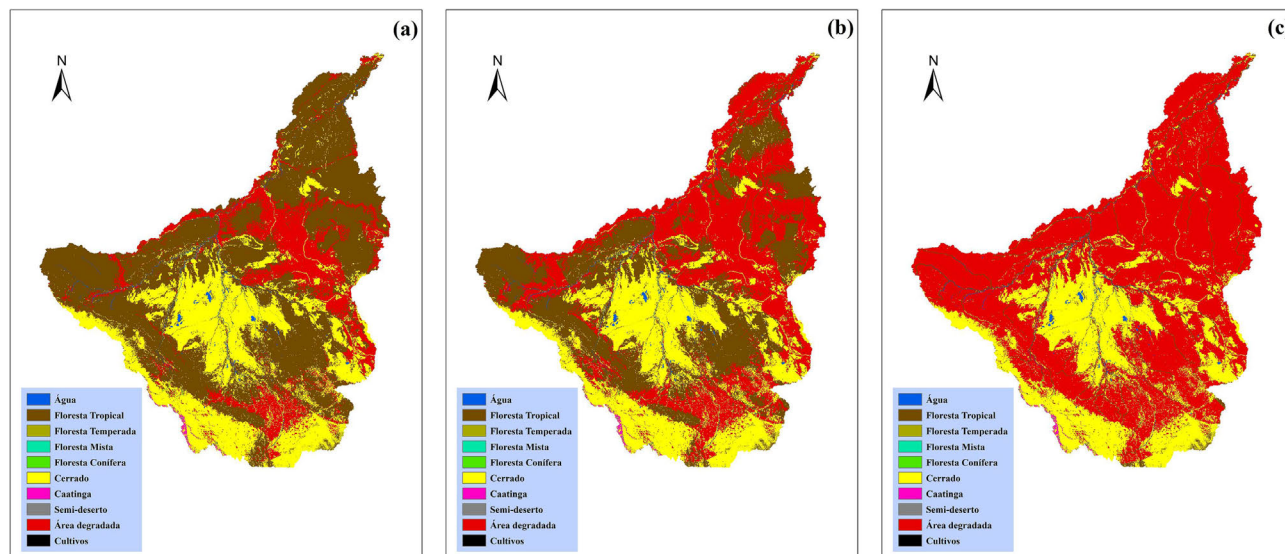 (a)
N
Água
Floresta Tropical
Floresta Temperada
Floresta Mista
Floresta Conífera
Cerrado
Caatinga
Semi-deserto
Área degradada
Cultivos
(b)
N
Água
Floresta Tropical
Floresta Temperada
Floresta Mista
Floresta Conífera
Cerrado
Caatinga
Semi-deserto
Área degradada
Cultivos
(c
N
Água
Floresta Tropical
Floresta Temperada
Floresta Mista
Floresta Conífera
Cerrado
Caatinga
Semi-deserto
Área degradada
Cultivos